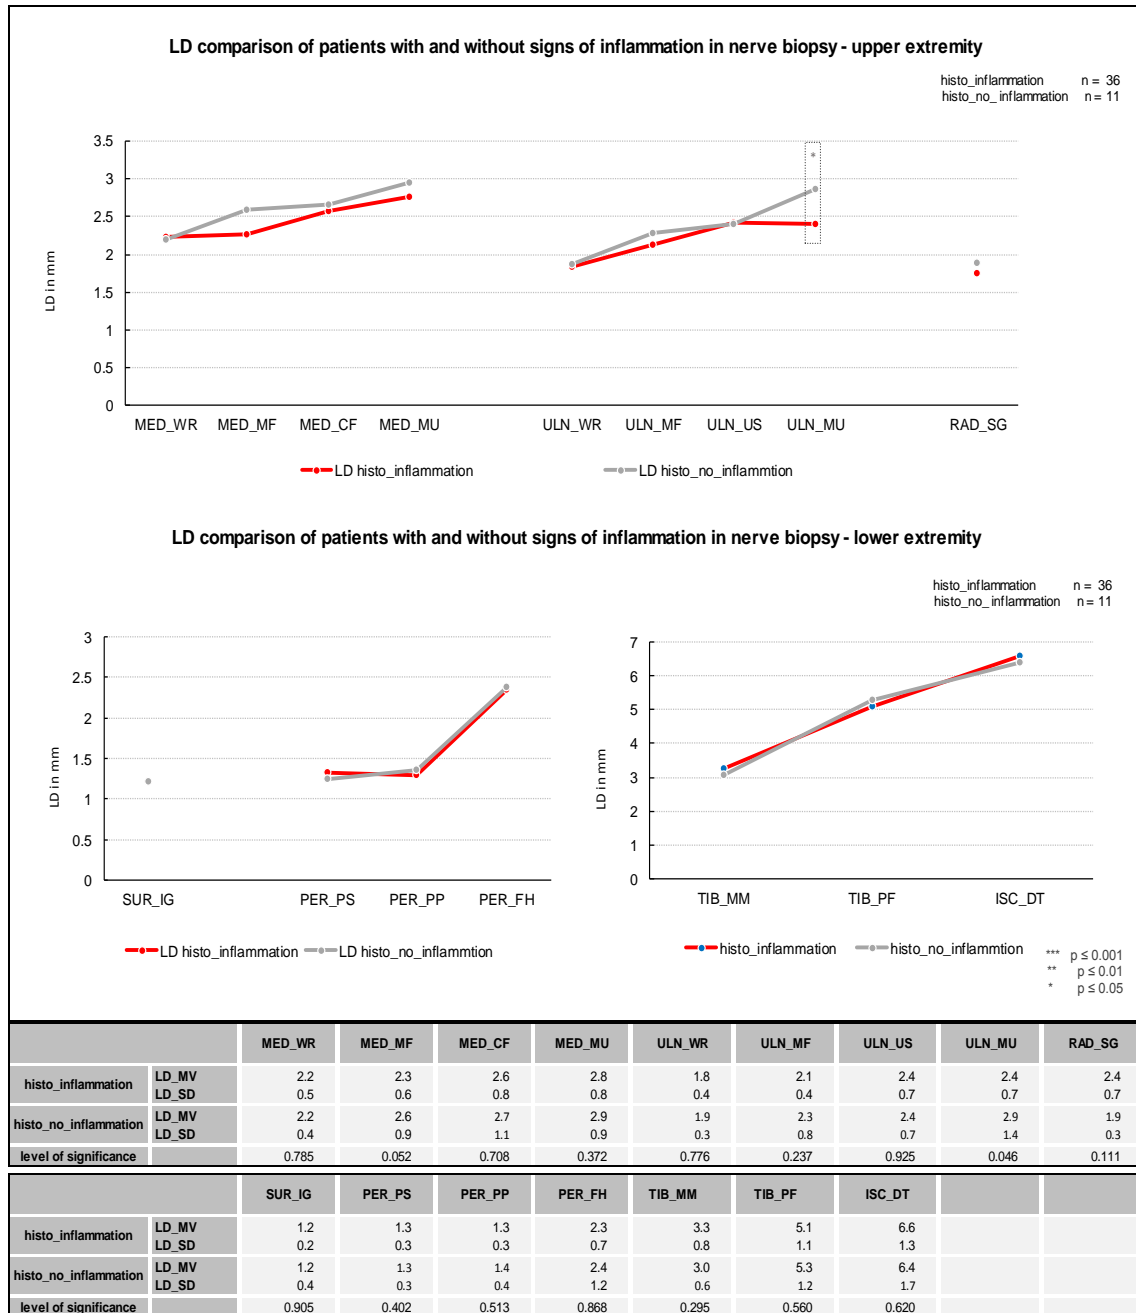 LD comparison of patients with and without signs of inflammation in nerve biopsy - upper extremity
histo_inflammation n = 36
histo_no_inflammation n = 11
3.5
3
2.5
2
1.5
1
0.5
0
LD in mm
*
MED_WR MED_MF MED_CF MED_MU ULN_WR ULN_MF ULN_US ULN_MU RAD_SG
LD histo_inflammation LD histo_no_inflammtion
LD comparison of patients with and without signs of inflammation in nerve biopsy - lower extremity
histo_inflammation n = 36
histo_no_inflammation n = 11
3
2.5
2
1.5
1
0.5
0
LD in mm
SUR_IG PER_PS PER_PP PER_FH
LD histo_inflammation LD histo_no_inflammtion
7
6
5
4
3
2
1
0
LD in mm
TIB_MM TIB_PF ISC_DT
histo_inflammation histo_no_inflammtion
*** p ≤ 0.001
** p ≤ 0.01
* p ≤ 0.05
MED_WR MED_MF MED_CF MED_MU ULN_WR ULN_MF ULN_US ULN_MU RAD_SG
histo_inflammation LD_MV 2.2 2.3 2.6 2.8 1.8 2.1 2.4 2.4 2.4
LD_SD 0.5 0.6 0.8 0.8 0.4 0.4 0.7 0.7 0.7
histo_no_inflammation LD_MV 2.2 2.6 2.7 2.9 1.9 2.3 2.4 2.9 1.9
LD_SD 0.4 0.9 1.1 0.9 0.3 0.8 0.7 1.4 0.3
level of significance 0.785 0.052 0.708 0.372 0.776 0.237 0.925 0.046 0.111
SUR_IG PER_PS PER_PP PER_FH TIB_MM TIB_PF ISC_DT
histo_inflammation LD_MV 1.2 1.3 1.3 2.3 3.3 5.1 6.6
LD_SD 0.2 0.3 0.3 0.7 0.8 1.1 1.3
histo_no_inflammation LD_MV 1.2 1.3 1.4 2.4 3.0 5.3 6.4
LD_SD 0.4 0.3 0.4 1.2 0.6 1.2 1.7
level of significance 0.905 0.402 0.513 0.868 0.295 0.560 0.620